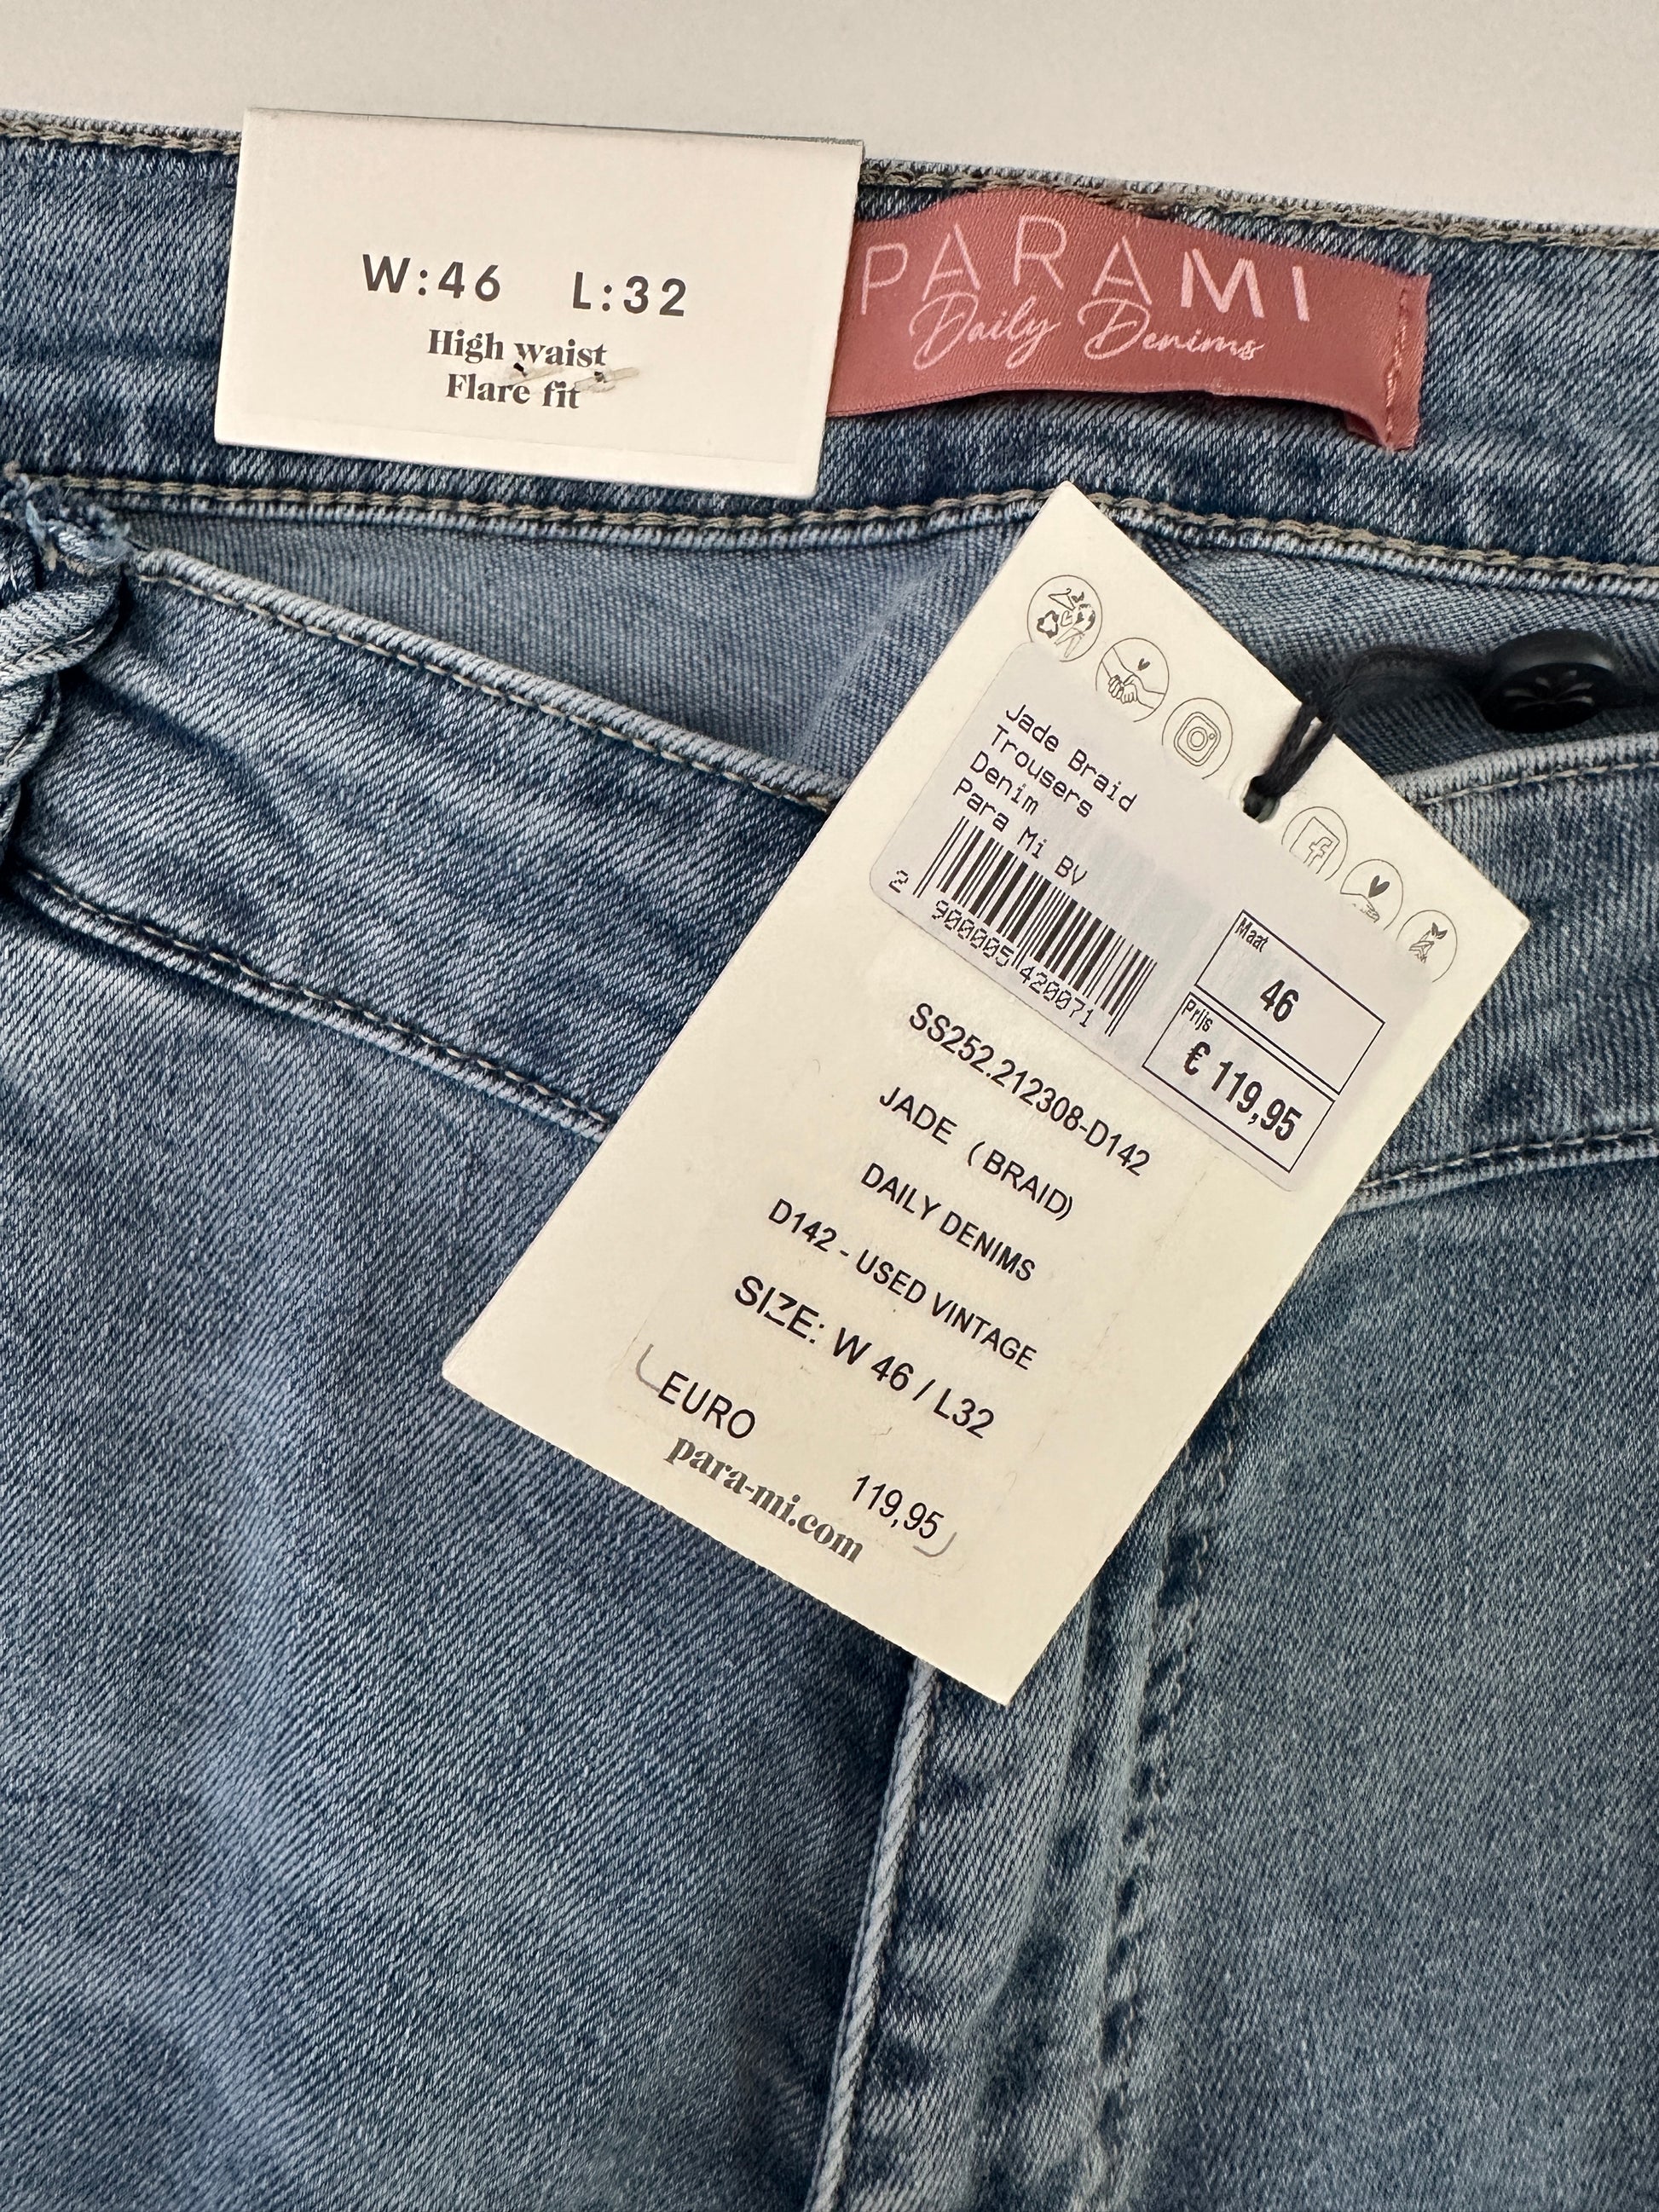 W:46 L:32
High waist
Flare fit
PARAMI
Daily Denims
Jade Braid
Trousers
Denim
Para Mi BV
2 900005 420071
Maat
46
Prijs
€ 119,95
SS252.212308-D142
JADE (BRAID)
DAILY DENIMS
D142 - USED VINTAGE
SIZE: W 46 / L32
EURO
119,95
para-mi.com